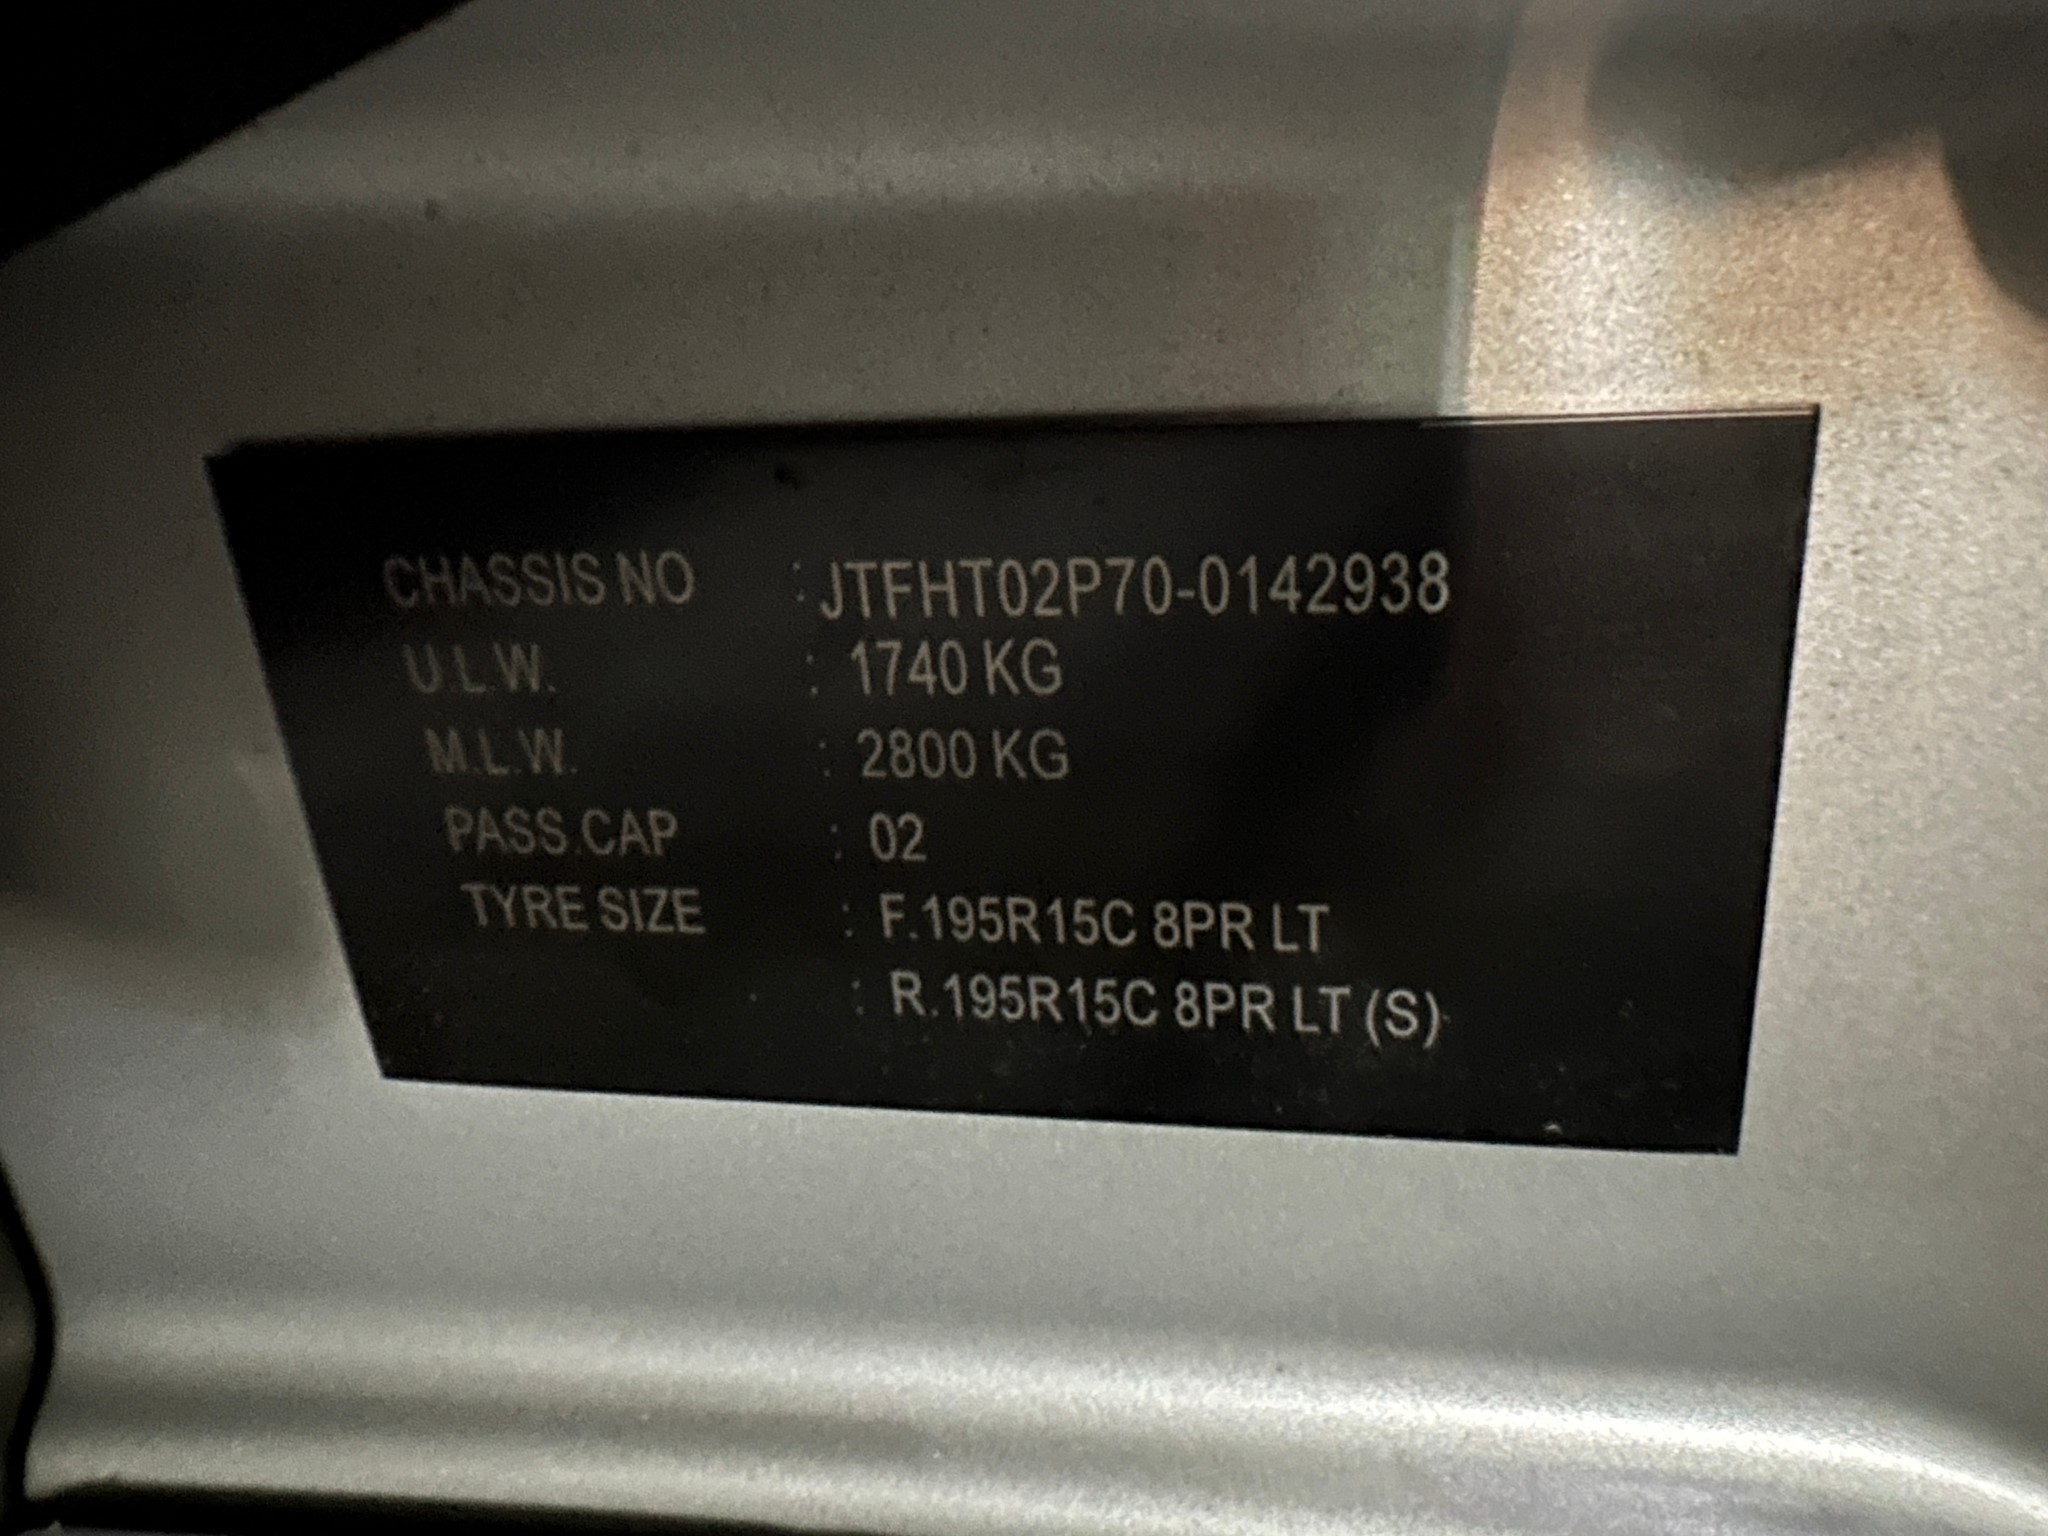 CHASSIS NO : JTFHT02P70-0142938
U.L.W. : 1740 KG
M.L.W. : 2800 KG
PASS.CAP : 02
TYRE SIZE : F.195R15C 8PR LT
: R.195R15C 8PR LT (S)